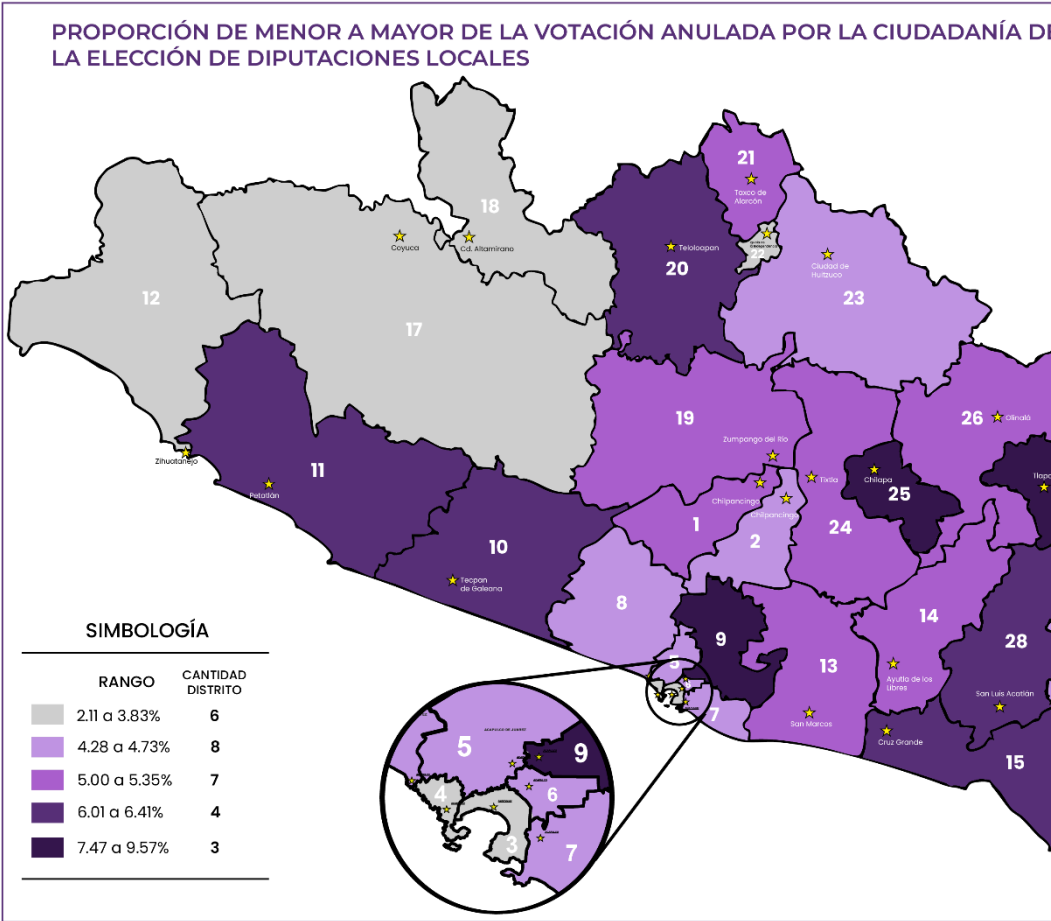 PROPORCIÓN DE MENOR A MAYOR DE LA VOTACIÓN ANULADA POR LA CIUDADANÍA DE
LA ELECCIÓN DE DIPUTACIONES LOCALES
21
Taxco de
Alarcón
18
Coyuca
Cd. Altamirano
Teloloapan
20
22
Ciudad de
Huitzuco
23
12
17
19
Zumpango del Río
26
Olinalá
Zihuatanejo
11
Petatlán
Chilpancingo
1
Chilpancingo
2
Tixtla
24
Chilapa
25
10
Tecpan
de Galeana
8
9
5
7
13
San Marcos
14
Ayutla de los
Libres
28
San Luis Acatlán
Cruz Grande
15
5
9
4
6
3
7
SIMBOLOGÍA
RANGO CANTIDAD
DISTRITO
2.11 a 3.83% 6
4.28 a 4.73% 8
5.00 a 5.35% 7
6.01 a 6.41% 4
7.47 a 9.57% 3